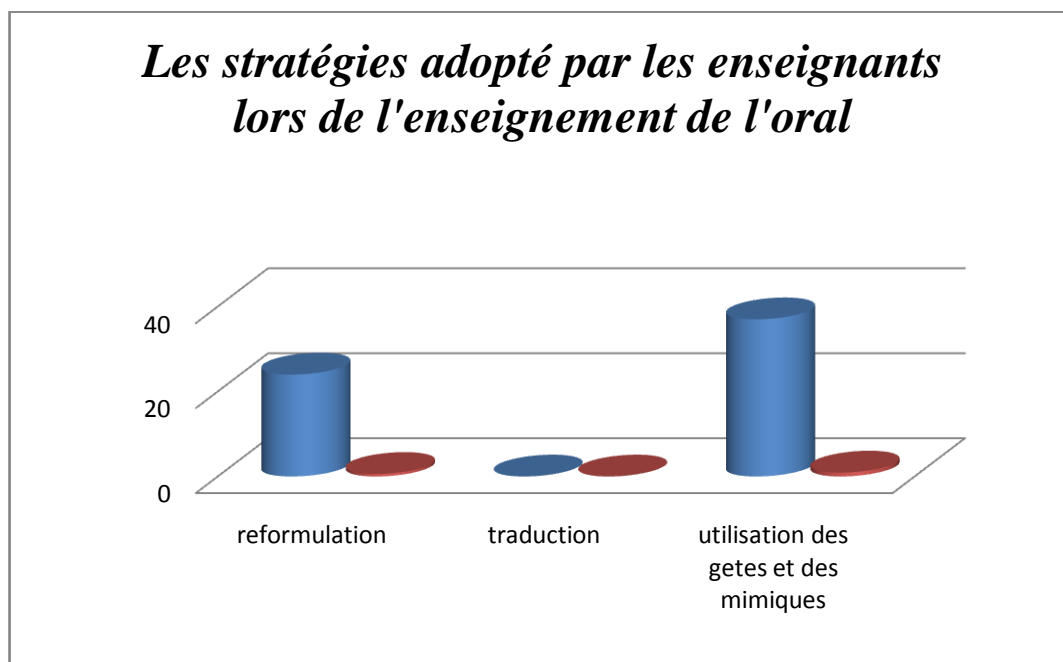 Les stratégies adopté par les enseignants
lors de l'enseignement de l'oral
40
20
0
reformulation
traduction
utilisation des
getes et des
mimiques